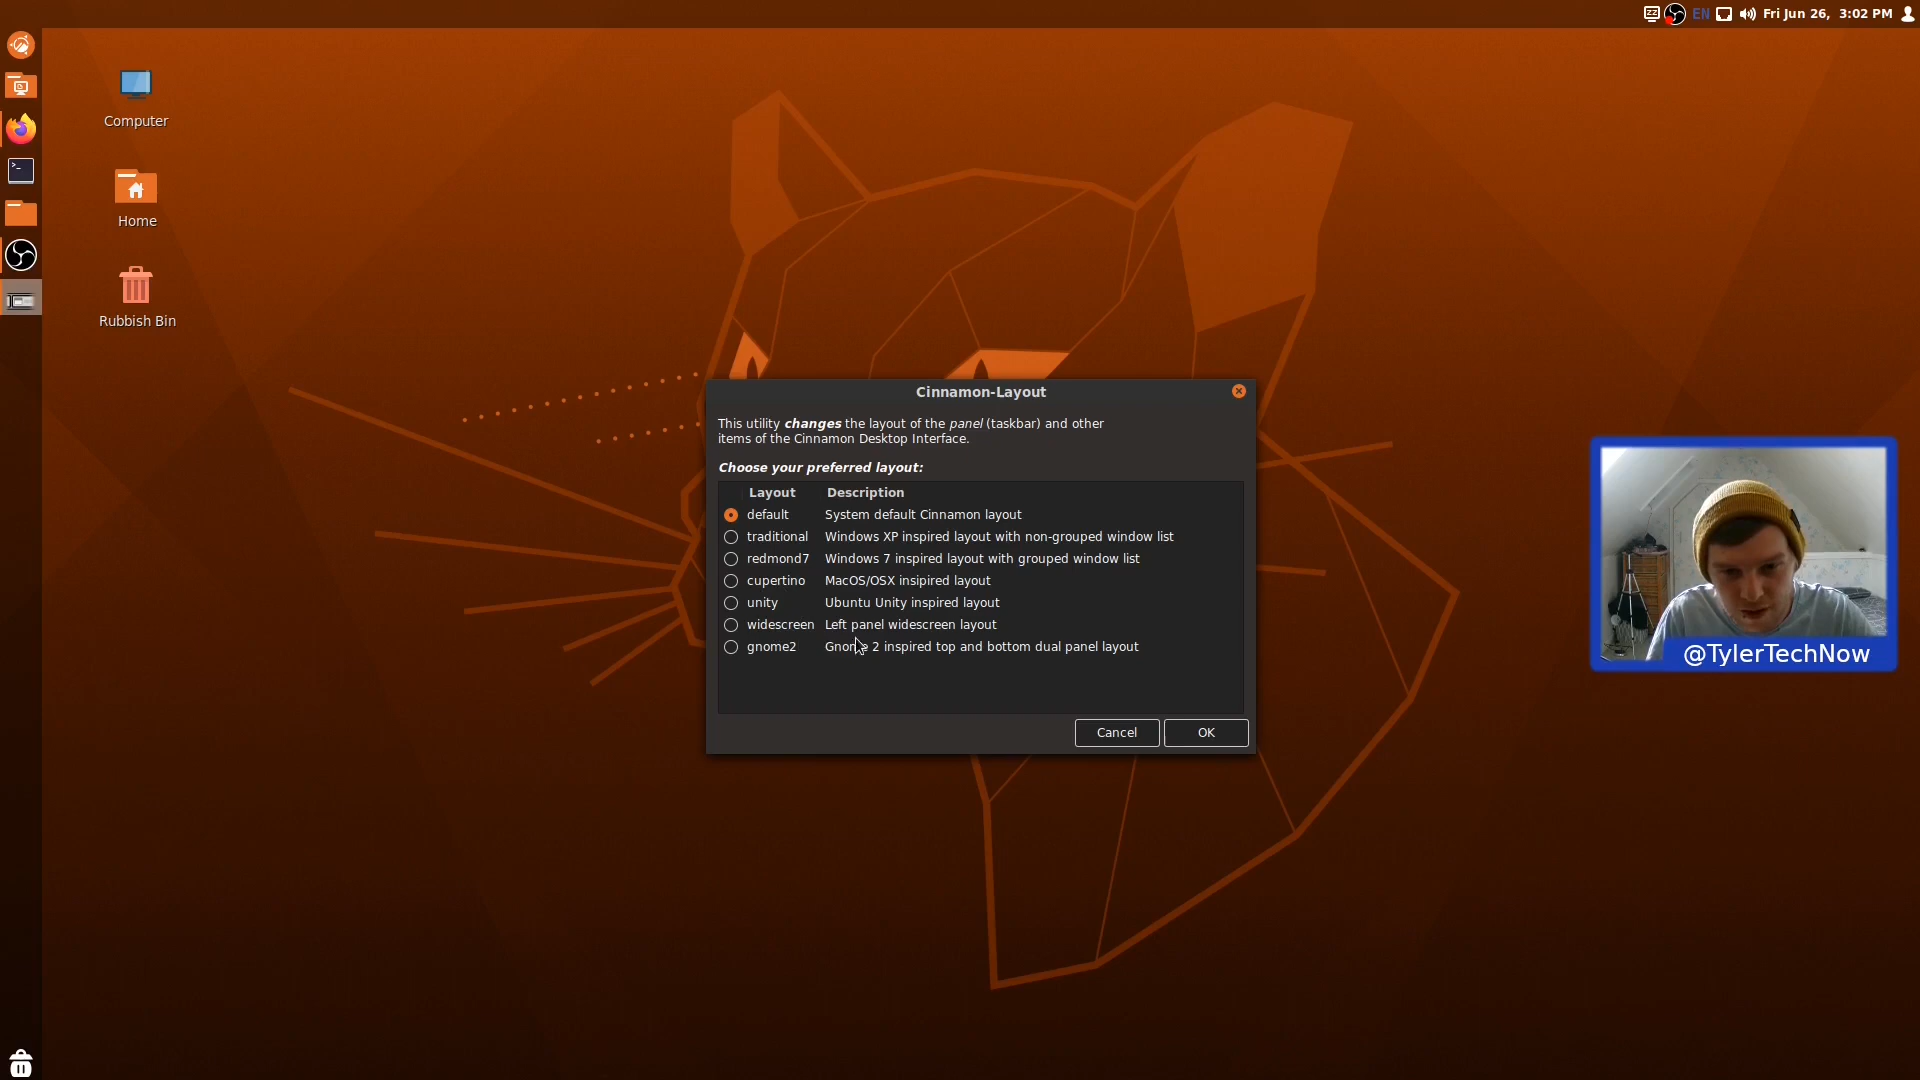 EN Fri Jun 26, 3:02 PM
Computer
Home
Rubbish Bin
Cinnamon-Layout
This utility changes the layout of the panel (taskbar) and other
items of the Cinnamon Desktop Interface.
Choose your preferred layout:
Layout Description
default System default Cinnamon layout
traditional Windows XP inspired layout with non-grouped window list
redmond7 Windows 7 inspired layout with grouped window list
cupertino MacOS/OSX insipired layout
unity Ubuntu Unity inspired layout
widescreen Left panel widescreen layout
gnome2 Gnome 2 inspired top and bottom dual panel layout
Cancel OK
@TylerTechNow